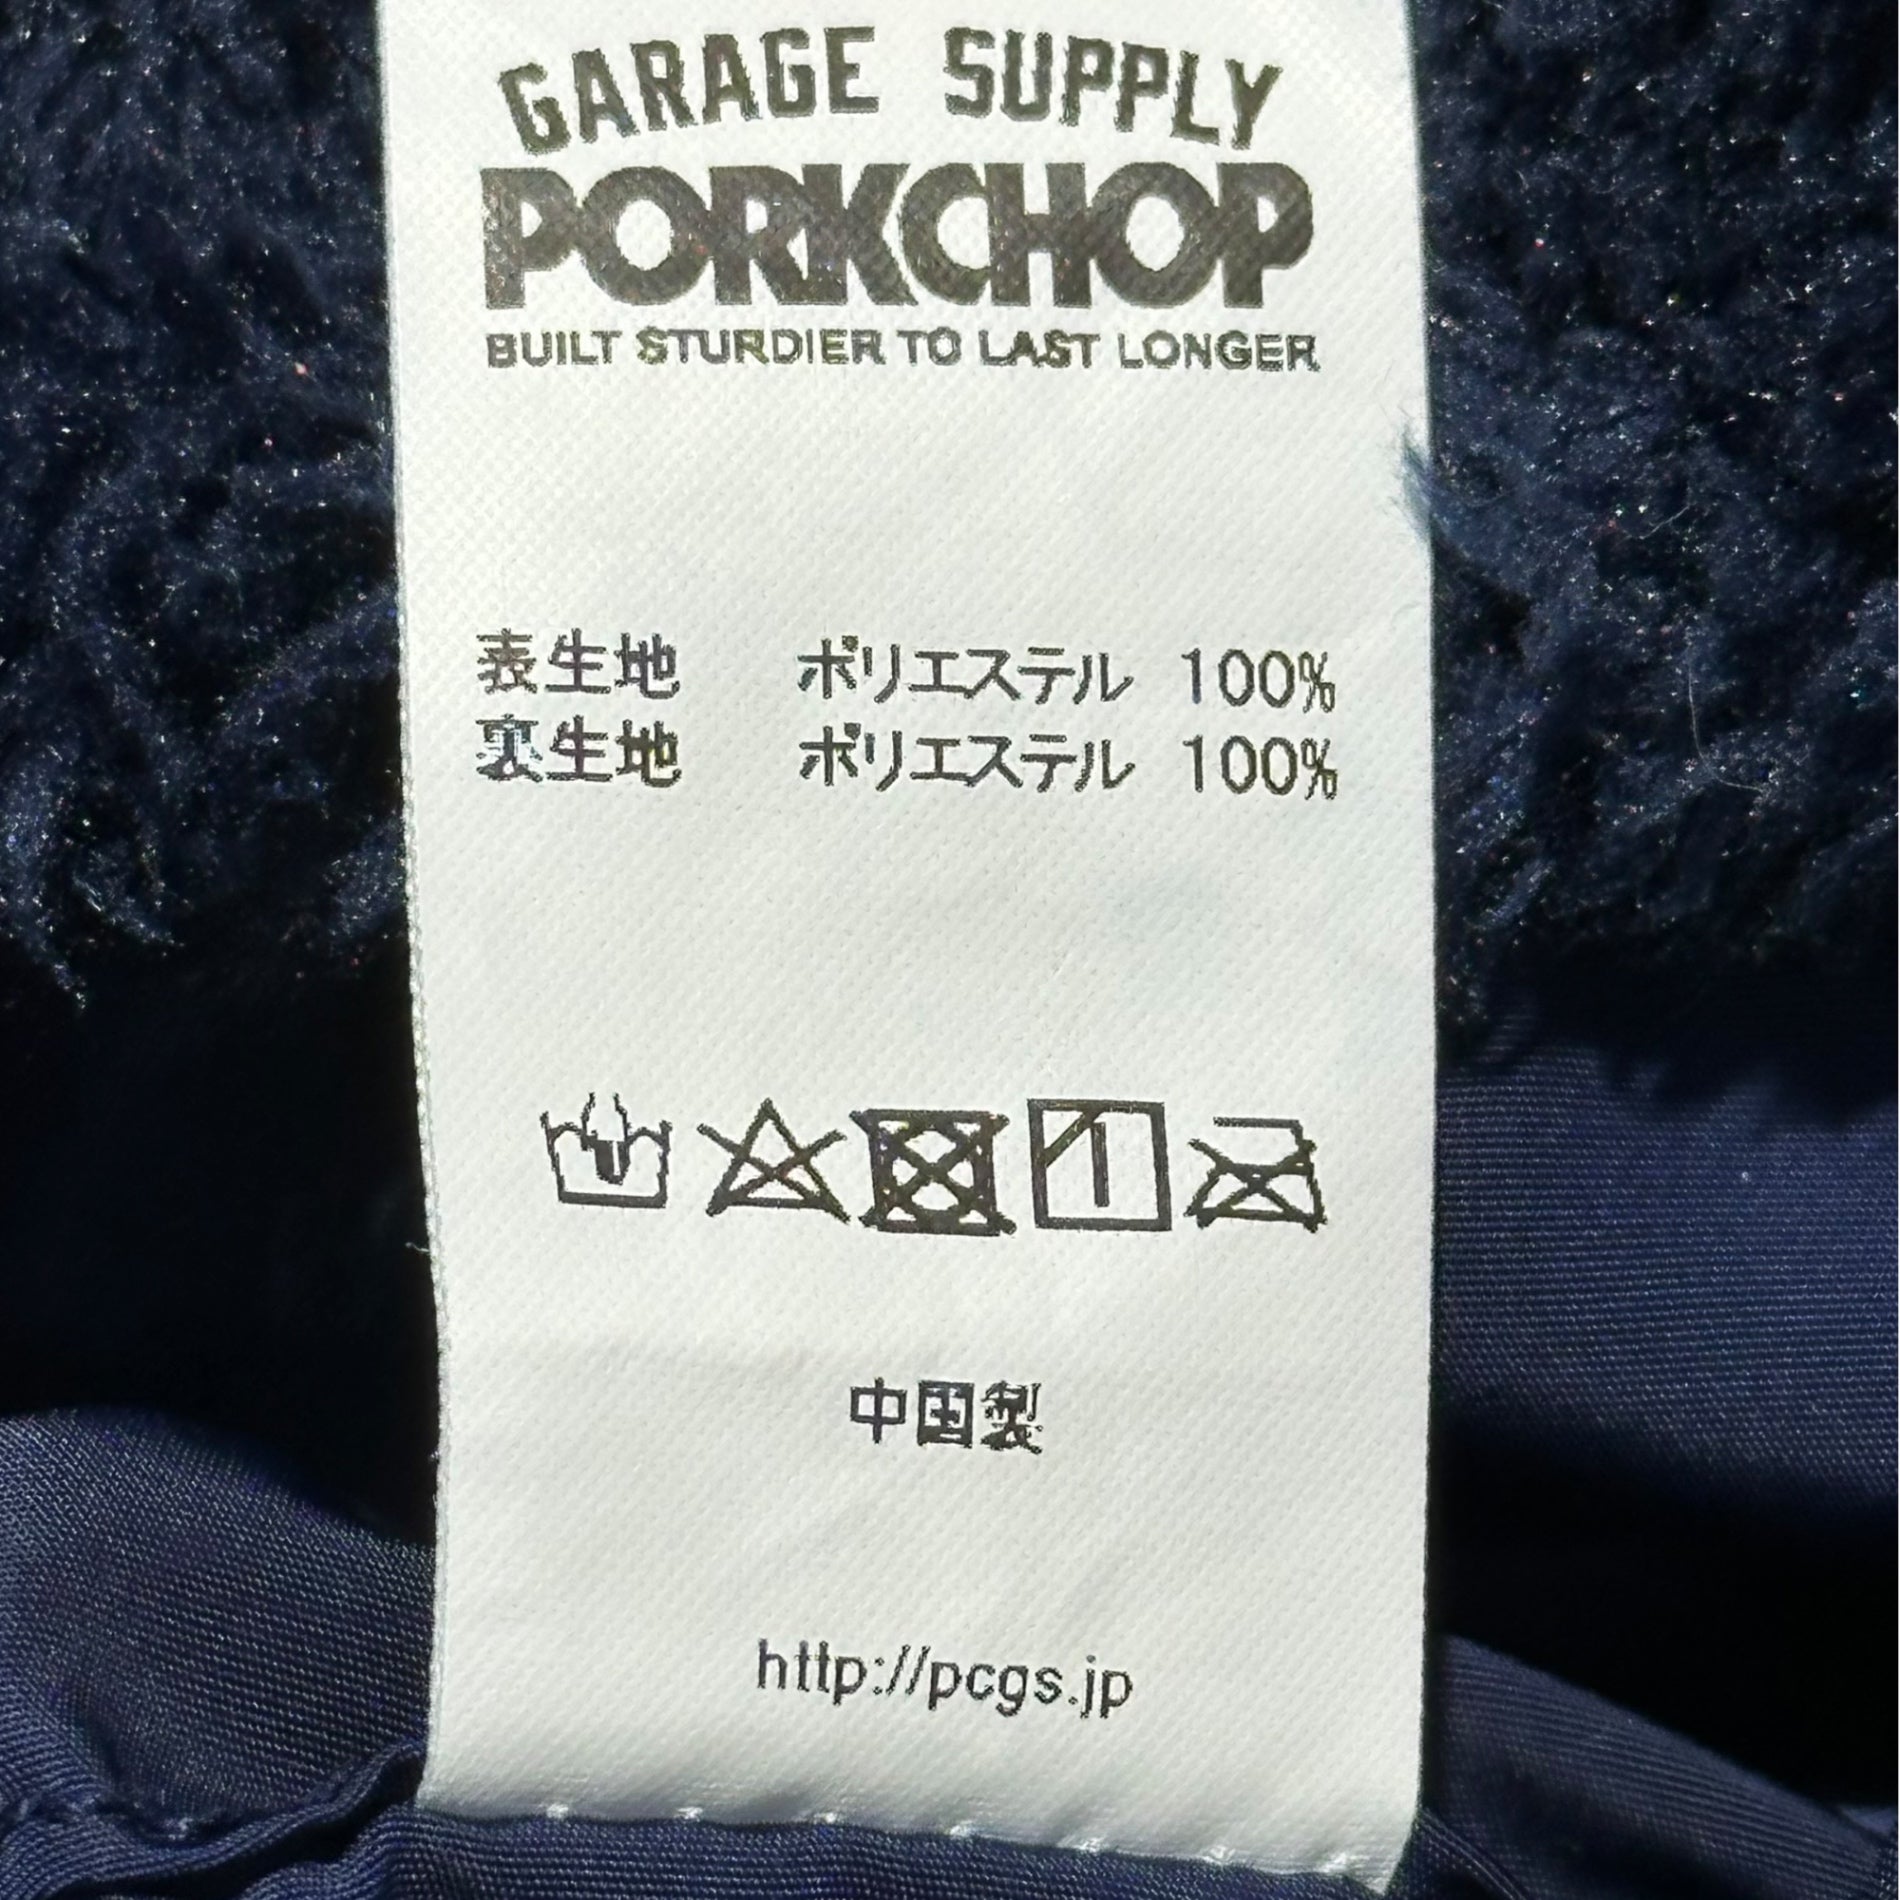 GARAGE SUPPLY
PORKCHOP
BUILT STURDIER TO LAST LONGER
表生地 ポリエステル 100%
裏生地 ポリエステル 100%
中国製
http://pcgs.jp